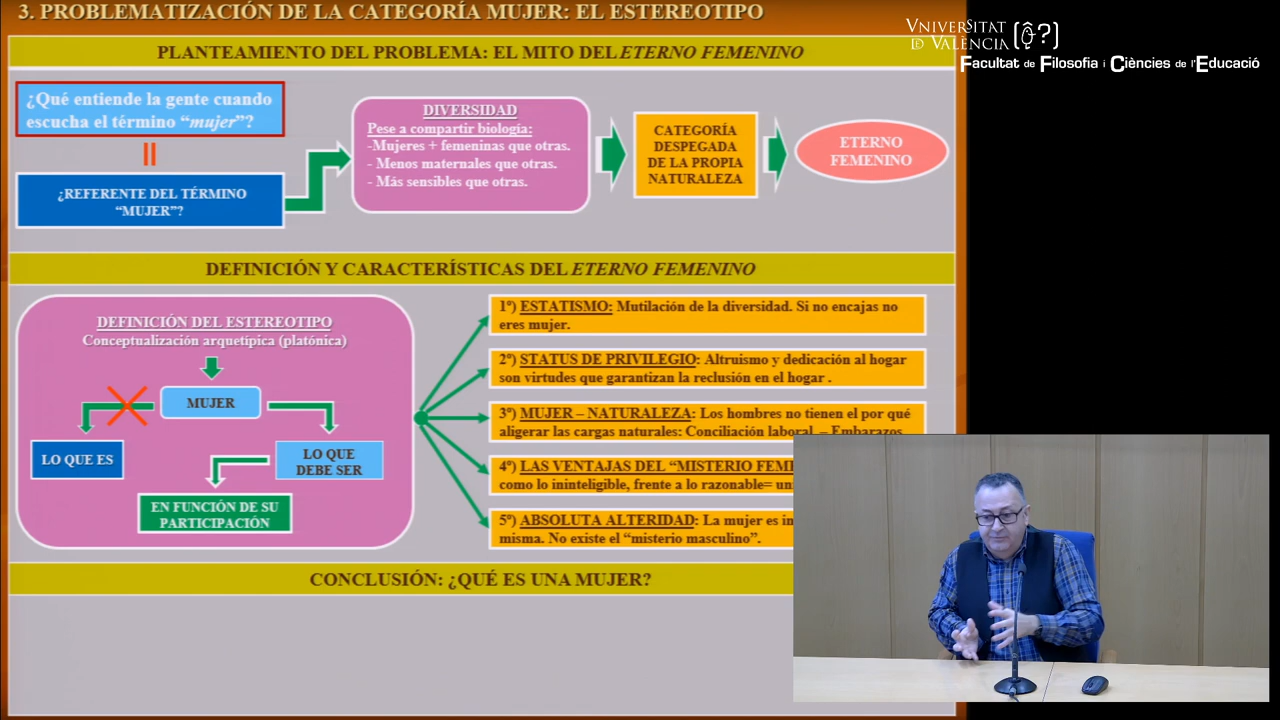 3. PROBLEMATIZACIÓN DE LA CATEGORÍA MUJER: EL ESTEREOTIPO
VNIVERSITAT
DE VALÈNCIA
Facultat de Filosofia i Ciències de l'Educació
PLANTEAMIENTO DEL PROBLEMA: EL MITO DEL ETERNO FEMENINO
¿Qué entiende la gente cuando
escucha el término “mujer”?
¿REFERENTE DEL TÉRMINO
“MUJER”?
DIVERSIDAD
Pese a compartir biología:
-Mujeres + femeninas que otras.
- Menos maternales que otras.
- Más sensibles que otras.
CATEGORÍA
DESPEGADA
DE LA PROPIA
NATURALEZA
ETERNO
FEMENINO
DEFINICIÓN Y CARACTERÍSTICAS DEL ETERNO FEMENINO
DEFINICIÓN DEL ESTEREOTIPO
Conceptualización arquetípica (platónica)
MUJER
LO QUE ES
LO QUE
DEBE SER
EN FUNCIÓN DE SU
PARTICIPACIÓN
1º) ESTATISMO: Mutilación de la diversidad. Si no encajas no
eres mujer.
2º) STATUS DE PRIVILEGIO: Altruismo y dedicación al hogar
son virtudes que garantizan la reclusión en el hogar .
3º) MUJER – NATURALEZA: Los hombres no tienen el por qué
aligerar las cargas naturales: Conciliación laboral. – Embarazos
4º) LAS VENTAJAS DEL “MISTERIO
como lo ininteligible, frente a lo razonable=
5º) ABSOLUTA ALTERIDAD: La mujer es
misma. No existe el “misterio masculino”.
CONCLUSIÓN: ¿QUÉ ES UNA MUJER?